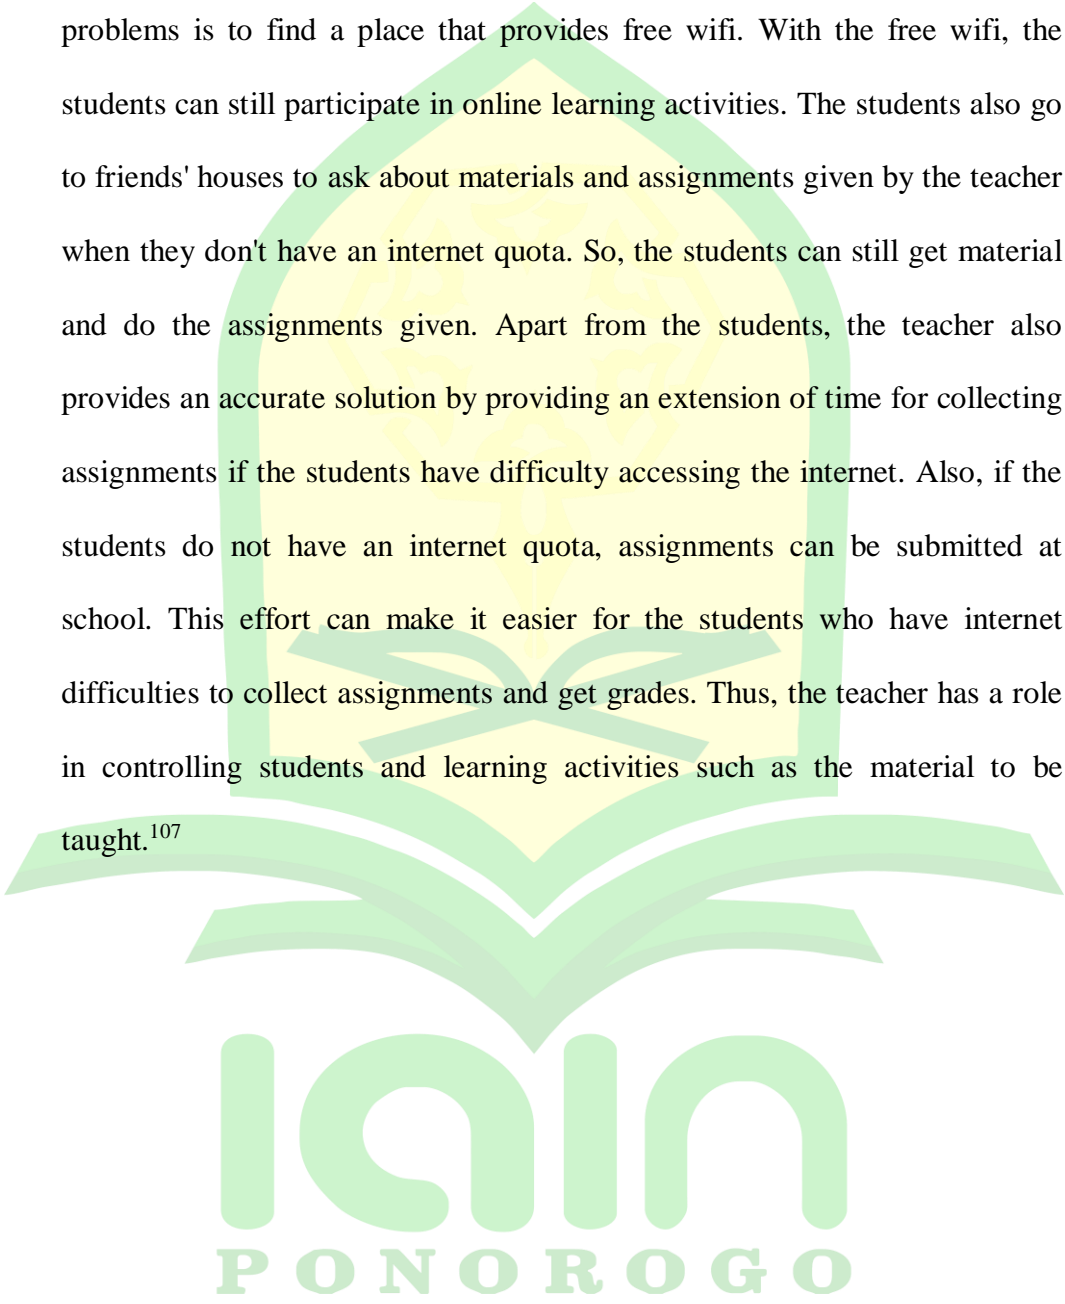 problems is to find a place that provides free wifi. With the free wifi, the
students can still participate in online learning activities. The students also go
to friends' houses to ask about materials and assignments given by the teacher
when they don't have an internet quota. So, the students can still get material
and do the assignments given. Apart from the students, the teacher also
provides an accurate solution by providing an extension of time for collecting
assignments if the students have difficulty accessing the internet. Also, if the
students do not have an internet quota, assignments can be submitted at
school. This effort can make it easier for the students who have internet
difficulties to collect assignments and get grades. Thus, the teacher has a role
in controlling students and learning activities such as the material to be
taught.107
IAIN
PONOROGO